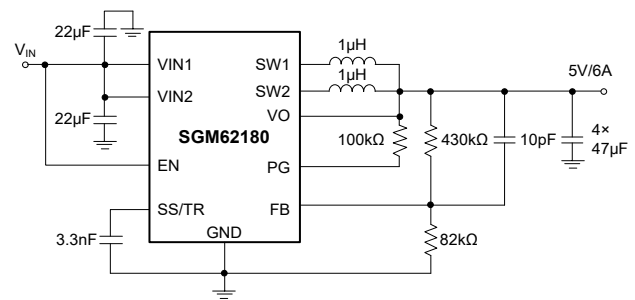 22μF
1μH
VIN
VIN1
SW1
5V/6A
1μH
VIN2
SW2
22μF
VO
SGM62180
100kΩ
430kΩ
10pF
4×
47μF
EN
PG
SS/TR
FB
3.3nF
GND
82kΩ